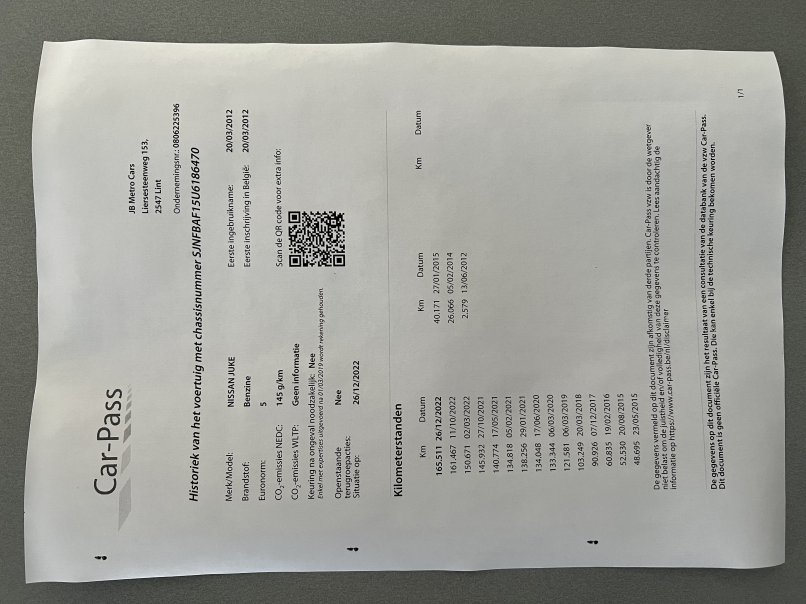 Car-Pass
JB Metro Cars
Liersesteenweg 153,
2547 Lint
Ondernemingsnr.: 0806225396
Historiek van het voertuig met chassisnummer SJNFBAF15U6186470
Merk/Model: NISSAN JUKE
Brandstof: Benzine
Euronorm: 5
CO2-emissies NEDC: 145 g/km
CO2-emissies WLTP: Geen informatie
Keuring na ongeval noodzakelijk: Nee
Enkel met expertises uitgevoerd na 01/03/2019 wordt rekening gehouden.
Openstaande Nee
terugroepacties:
Situatie op: 26/12/2022
Eerste ingebruikname: 20/03/2012
Eerste inschrijving in België: 20/03/2012
Scan de QR code voor extra info:
Kilometerstanden
Km Datum
165.511 26/12/2022
161.467 11/10/2022
150.671 02/03/2022
145.932 27/10/2021
140.774 17/05/2021
134.818 05/02/2021
138.256 29/01/2021
134.048 17/06/2020
133.344 06/03/2020
121.581 06/03/2019
103.249 20/03/2018
90.926 07/12/2017
60.835 19/02/2016
52.530 20/08/2015
48.695 23/05/2015
Km Datum
40.171 27/01/2015
26.066 05/02/2014
2.579 13/06/2012
Km Datum
De gegevens vermeld op dit document zijn afkomstig van derde partijen. Car-Pass vzw is door de wetgever
niet belast om de juistheid en/of volledigheid van deze gegevens te controleren. Lees aandachtig de
informatie op https://www.car-pass.be/nl/disclaimer
De gegevens op dit document zijn het resultaat van een consultatie van de databank van de vzw Car-Pass.
Dit document is geen officiële Car-Pass. Die kan enkel bij de technische keuring bekomen worden.
1/1